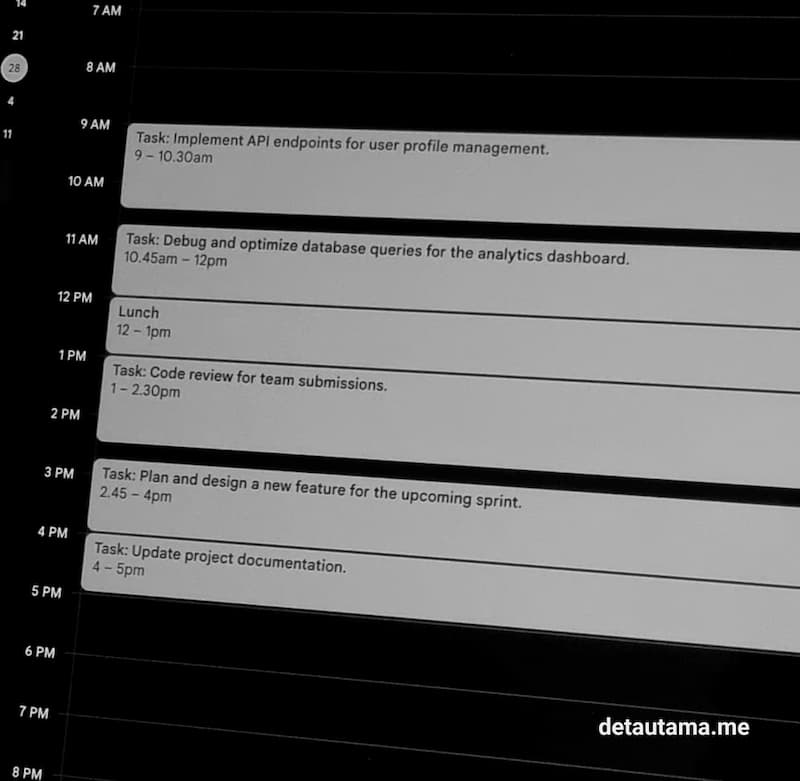 14
21
28
4
11
7 AM
8 AM
9 AM
Task: Implement API endpoints for user profile management.
9 – 10.30am
10 AM
11 AM
Task: Debug and optimize database queries for the analytics dashboard.
10.45am – 12pm
12 PM
Lunch
12 – 1pm
1 PM
Task: Code review for team submissions.
1 – 2.30pm
2 PM
3 PM
Task: Plan and design a new feature for the upcoming sprint.
2.45 – 4pm
4 PM
Task: Update project documentation.
4 – 5pm
5 PM
6 PM
7 PM
detautama.me
8 PM